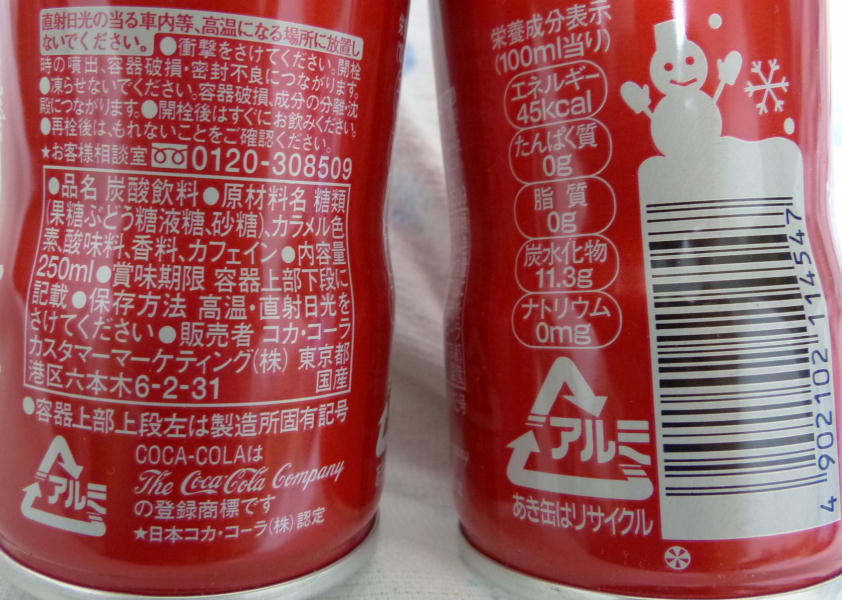 直射日光の当る車内等、高温になる場所に放置し
ないでください。●衝撃をさけてください。開栓
時の噴出、容器破損・密封不良につながります。
●凍らせないでください。容器破損、成分の分離・沈
殿につながります。●開栓後はすぐにお飲みください。
●再栓後は、もれないことをご確認ください。
★お客様相談室 0120-308509
●品名 炭酸飲料●原材料名 糖類
(果糖ぶどう糖液糖、砂糖)、カラメル色
素、酸味料、香料、カフェイン●内容量
250ml●賞味期限 容器上部下段に
記載●保存方法 高温・直射日光を
さけてください●販売者 コカ・コーラ
カスタマーマーケティング(株) 東京都
港区六本木6-2-31 国産
●容器上部上段左は製造所固有記号
アルミ
COCA-COLAは
The Coca-Cola Company
の登録商標です
★日本コカ・コーラ(株)認定
栄養成分表示
(100ml当り)
エネルギー
45kcal
たんぱく質
0g
脂質
0g
炭水化物
11.3g
ナトリウム
0mg
アルミ
あき缶はリサイクル
4 902102 114547